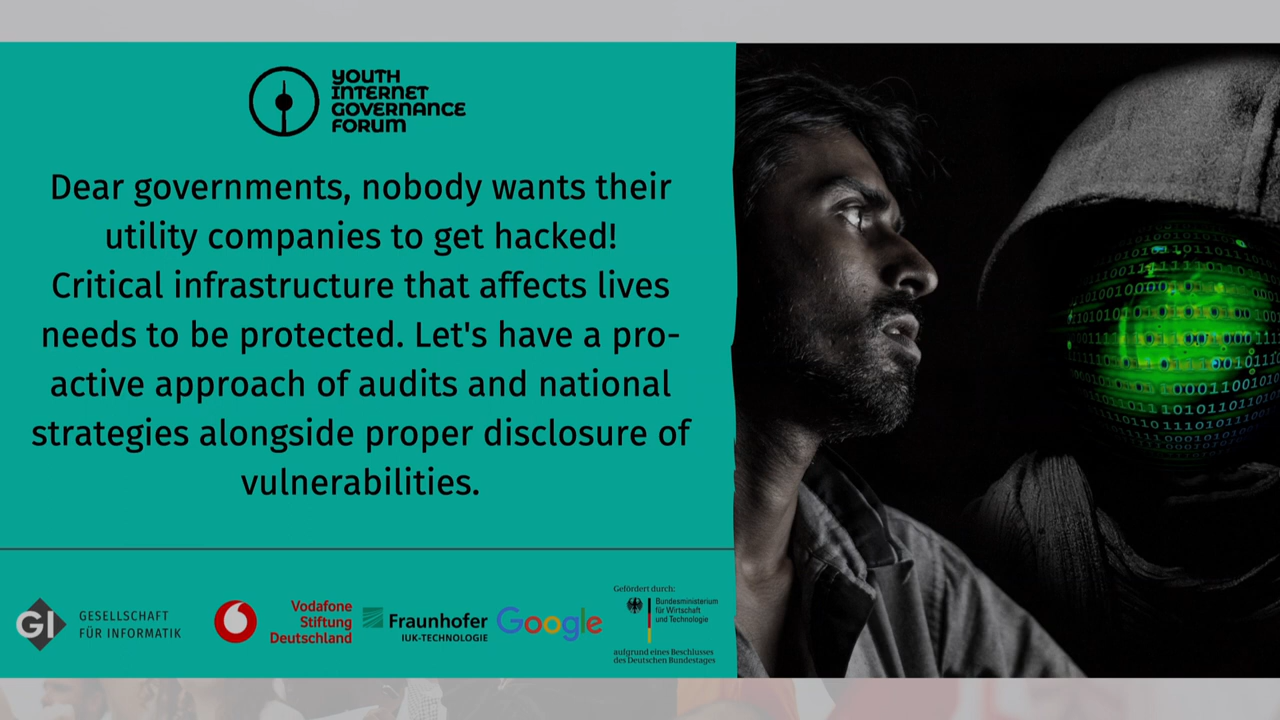 YOUTH
INTERNET
GOVERNANCE
FORUM
Dear governments, nobody wants their
utility companies to get hacked!
Critical infrastructure that affects lives
needs to be protected. Let's have a pro-
active approach of audits and national
strategies alongside proper disclosure of
vulnerabilities.
GI GESELLSCHAFT
FÜR INFORMATIK
Vodafone
Stiftung
Deutschland
Fraunhofer
IUK-TECHNOLOGIE
Google
Gefördert durch:
Bundesministerium
für Wirtschaft
und Technologie
aufgrund eines Beschlusses
des Deutschen Bundestages